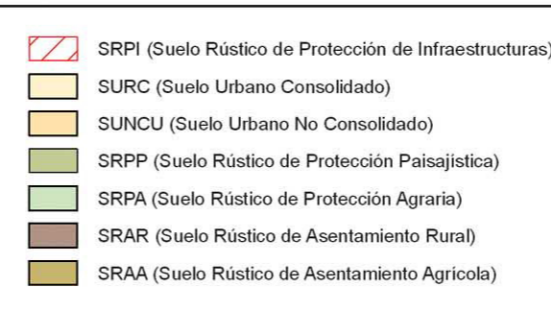 SRPI (Suelo Rústico de Protección de Infraestructuras)
SURC (Suelo Urbano Consolidado)
SUNCU (Suelo Urbano No Consolidado)
SRPP (Suelo Rústico de Protección Paisajística)
SRPA (Suelo Rústico de Protección Agraria)
SRAR (Suelo Rústico de Asentamiento Rural)
SRAA (Suelo Rústico de Asentamiento Agrícola)